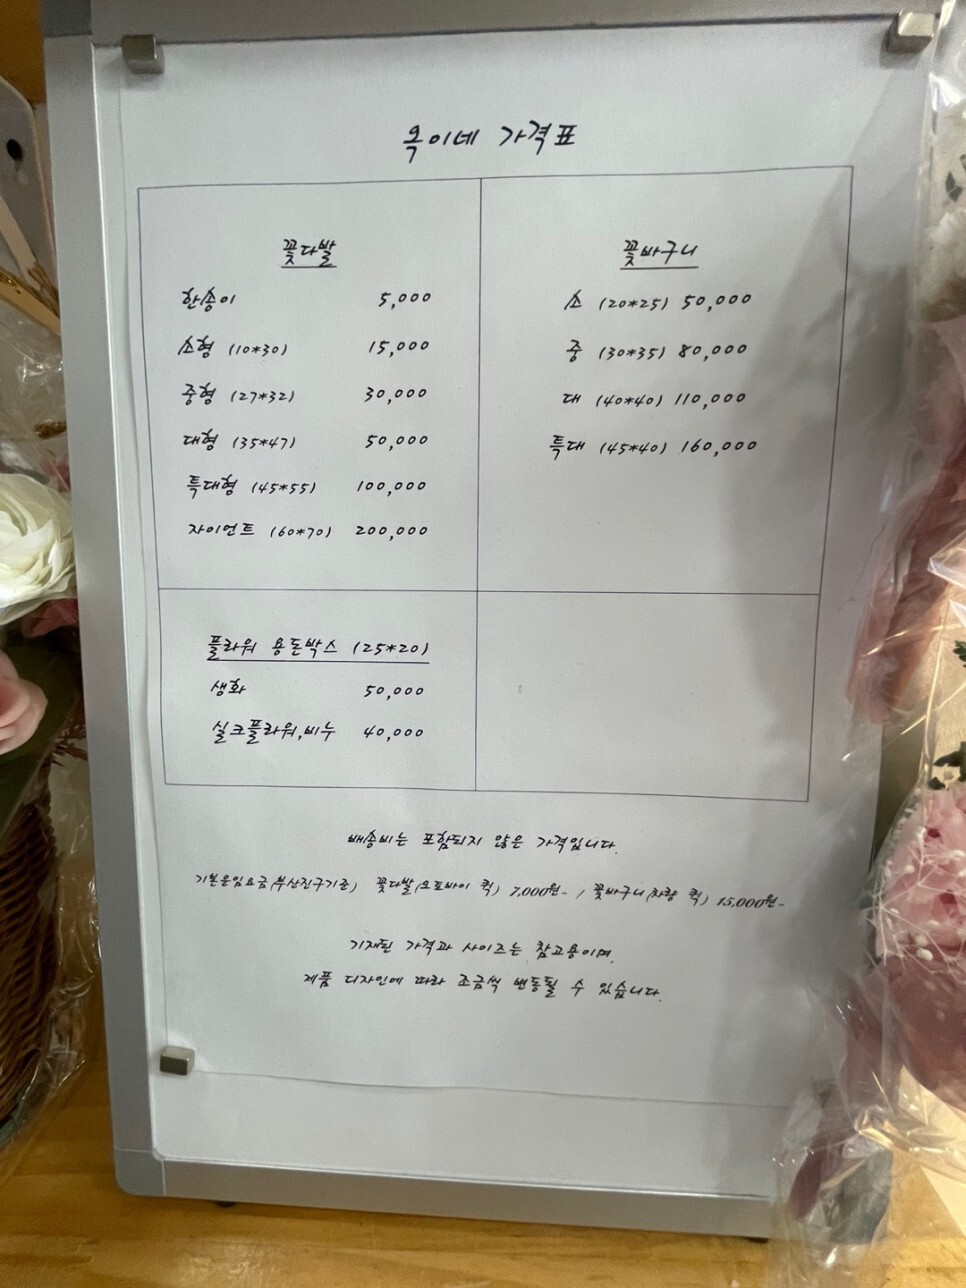 옥이네 가격표
꽃다발
한송이 5,000
소형 (10*30) 15,000
중형 (27*32) 30,000
대형 (35*47) 50,000
특대형 (45*55) 100,000
자이언트 (60*70) 200,000
꽃바구니
소 (20*25) 50,000
중 (30*35) 80,000
대 (40*40) 110,000
특대 (45*40) 160,000
플라워 용돈박스 (25*20)
생화 50,000
실크플라워,비누 40,000
배송비는 포함되지 않은 가격입니다.
기본운임요금(부산진구기준) 꽃다발(오토바이 퀵) 7,000원- / 꽃바구니(차량 퀵) 15,000원-
기재된 가격과 사이즈는 참고용이며,
제품 디자인에 따라 조금씩 변동될 수 있습니다.